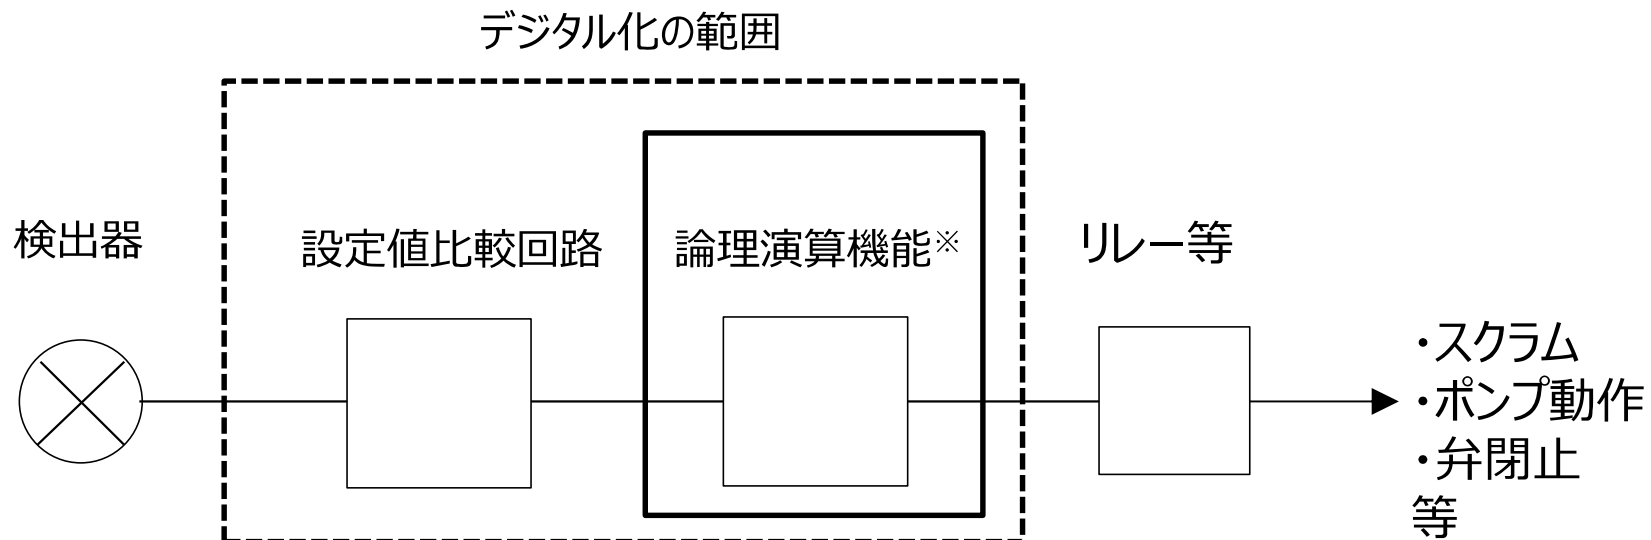 デジタル化の範囲
検出器
設定値比較回路
論理演算機能※
リレー等
・スクラム
・ポンプ動作
・弁閉止
等